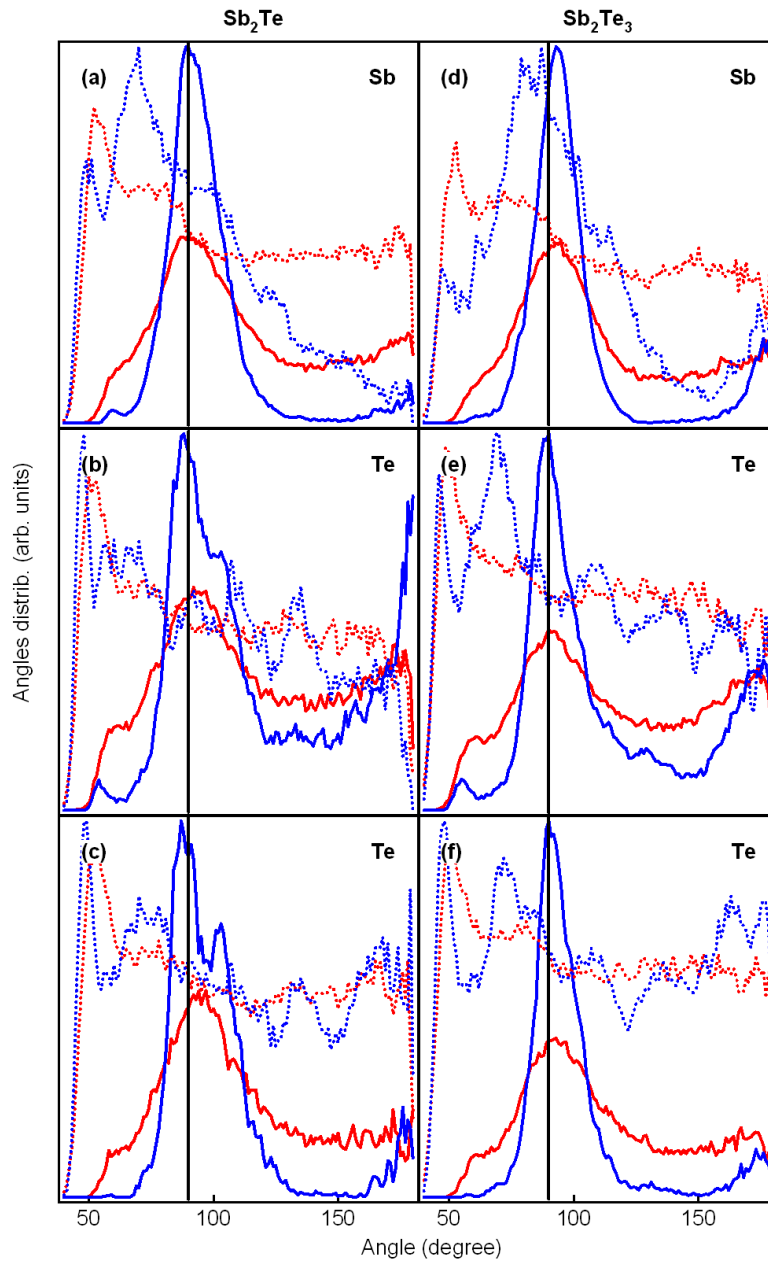 Sb₂Te Sb₂Te₃
(a) Sb (d) Sb
(b) Te (e) Te
(c) Te (f) Te
Angles distrib. (arb. units)
50 100 150 50 100 150
Angle (degree)